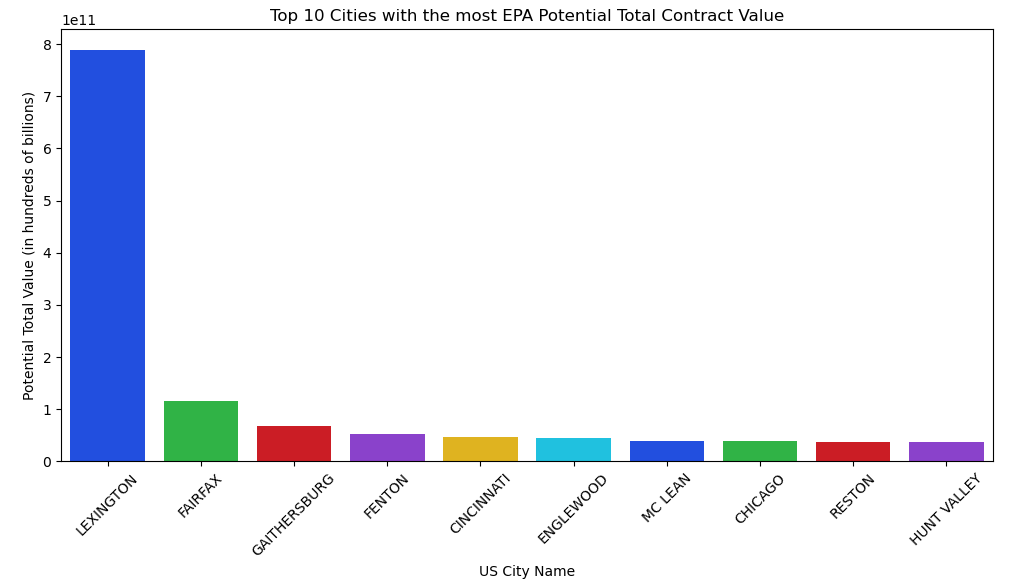 Top 10 Cities with the most EPA Potential Total Contract Value
1e11
8
7
6
5
4
3
2
1
0
Potential Total Value (in hundreds of billions)
LEXINGTON
FAIRFAX
GAITHERSBURG
FENTON
CINCINNATI
ENGLEWOOD
MC LEAN
CHICAGO
RESTON
HUNT VALLEY
US City Name